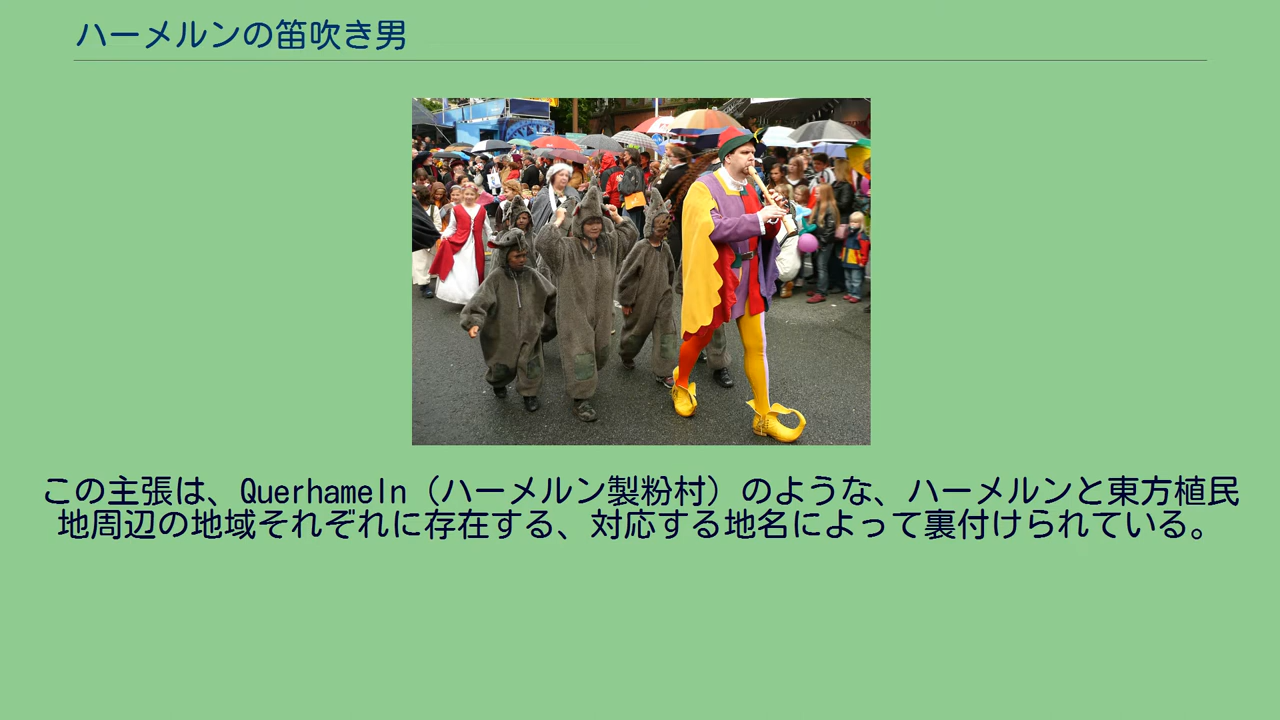 ハーメルンの笛吹き男
この主張は、Querhameln（ハーメルン製粉村）のような、ハーメルンと東方植民
地周辺の地域それぞれに存在する、対応する地名によって裏付けられている。